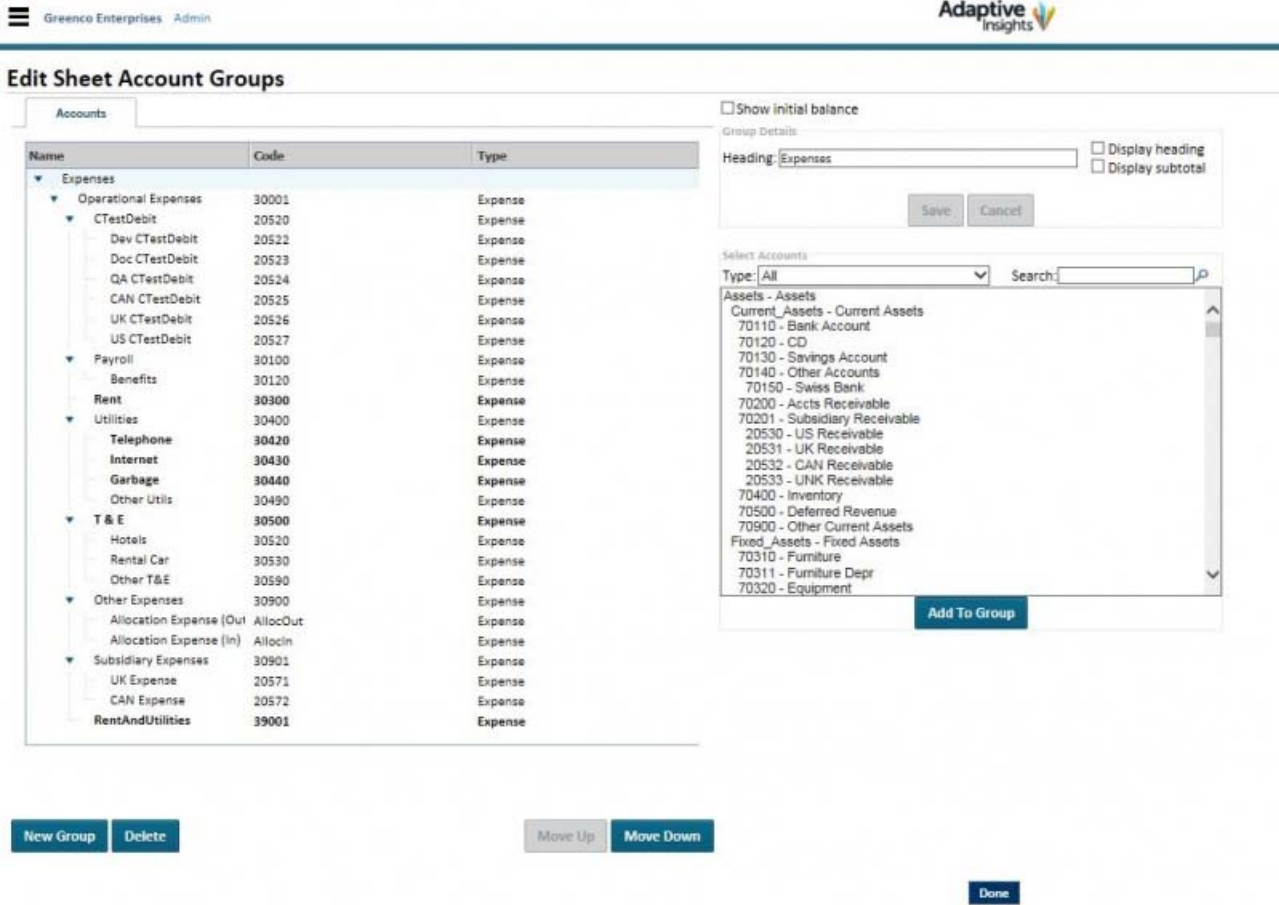 Greenco Enterprises Admin
Adaptive
Insights
Edit Sheet Account Groups
Accounts
Name Code Type
Expenses
Operational Expenses 30001 Expense
CTestDebit 20520 Expense
Dev CTestDebit 20522 Expense
Doc CTestDebit 20523 Expense
QA CTestDebit 20524 Expense
CAN CTestDebit 20525 Expense
UK CTestDebit 20526 Expense
US CTestDebit 20527 Expense
Payroll 30100 Expense
Benefits 30120 Expense
Rent 30300 Expense
Utilities 30400 Expense
Telephone 30420 Expense
Internet 30430 Expense
Garbage 30440 Expense
Other Utils 30490 Expense
T & E 30500 Expense
Hotels 30520 Expense
Rental Car 30530 Expense
Other T&E 30590 Expense
Other Expenses 30900 Expense
Allocation Expense (Out AllocOut Expense
Allocation Expense (In) AllocIn Expense
Subsidiary Expenses 30901 Expense
UK Expense 20571 Expense
CAN Expense 20572 Expense
RentAndUtilities 39001 Expense
New Group Delete Move Up Move Down
Show initial balance
Group Details
Heading: Expenses
Display heading
Display subtotal
Save Cancel
Select Accounts
Type: All Search:
Assets - Assets
Current_Assets - Current Assets
70110 - Bank Account
70120 - CD
70130 - Savings Account
70140 - Other Accounts
70150 - Swiss Bank
70200 - Accts Receivable
70201 - Subsidiary Receivable
20530 - US Receivable
20531 - UK Receivable
20532 - CAN Receivable
20533 - UNK Receivable
70400 - Inventory
70500 - Deferred Revenue
70900 - Other Current Assets
Fixed_Assets - Fixed Assets
70310 - Furniture
70311 - Furniture Depr
70320 - Equipment
Add To Group
Done